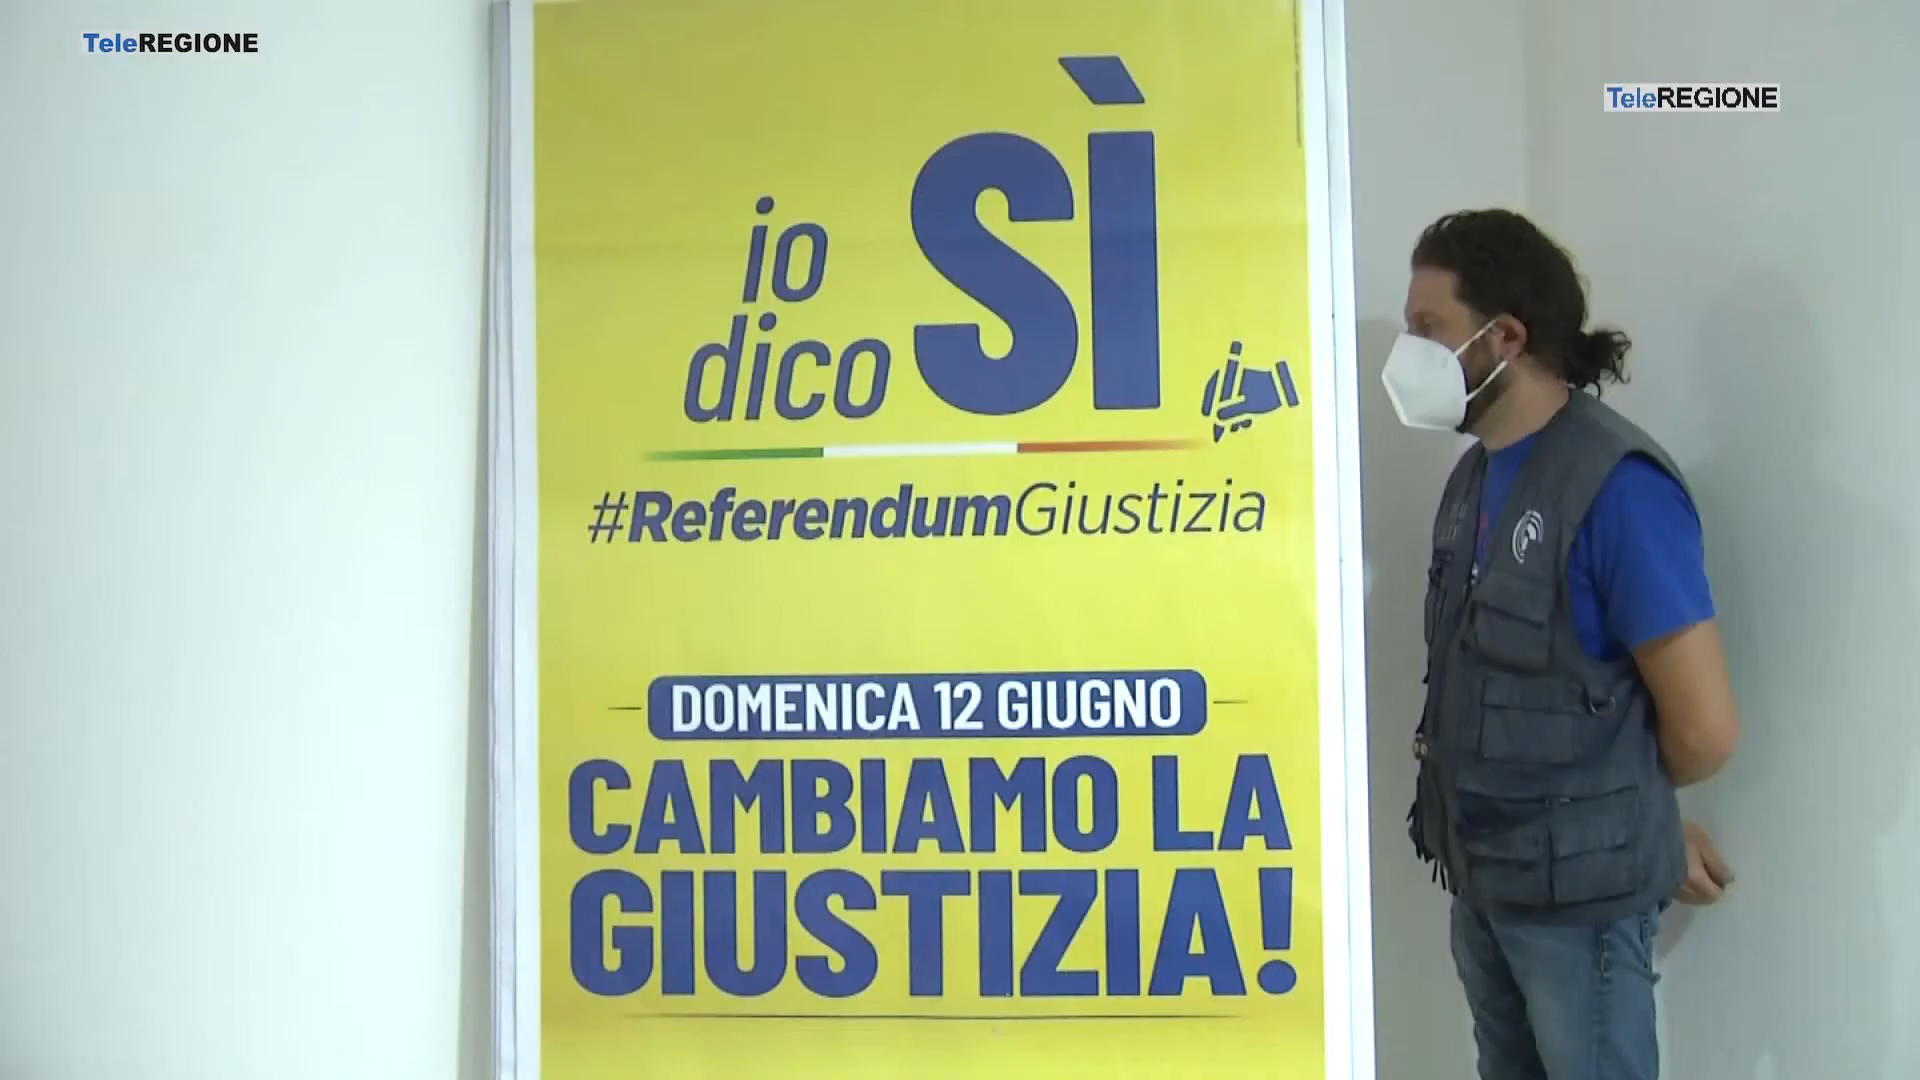 TeleREGIONE
TeleREGIONE
io
dico SÌ
#ReferendumGiustizia
DOMENICA 12 GIUGNO
CAMBIAMO LA
GIUSTIZIA!